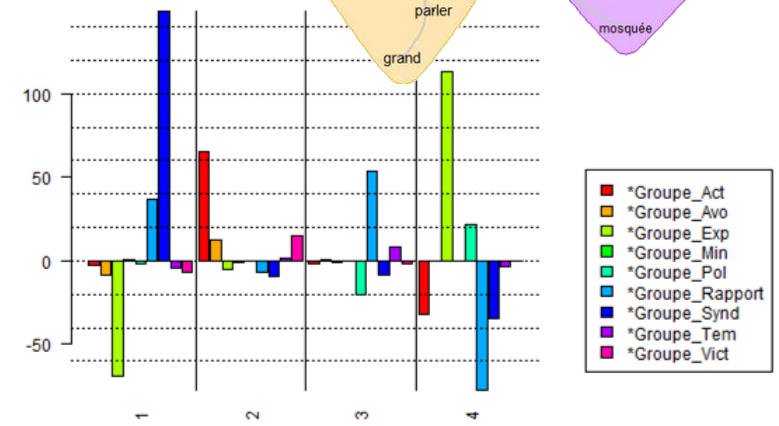 parler
grand
mosquée
100
50
0
-50
1
2
3
4
*Groupe_Act
*Groupe_Avo
*Groupe_Exp
*Groupe_Min
*Groupe_Pol
*Groupe_Rapport
*Groupe_Synd
*Groupe_Tem
*Groupe_Vict